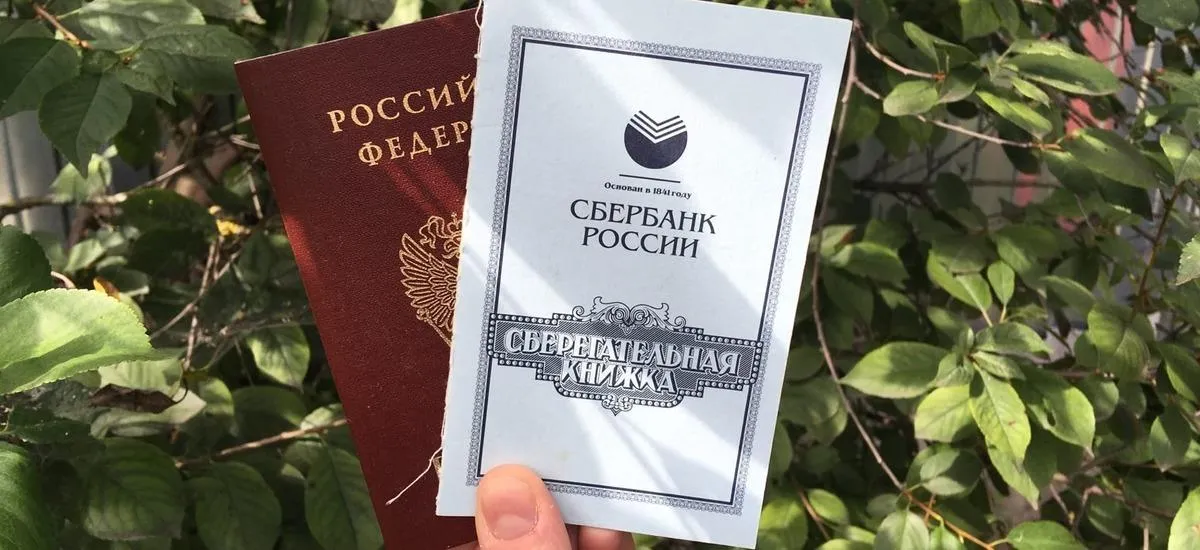 РОССИЙ
ФЕДЕР
Основан в 1841 году
СБЕРБАНК
РОССИИ
СБЕРЕГАТЕЛЬНАЯ
КНИЖКА